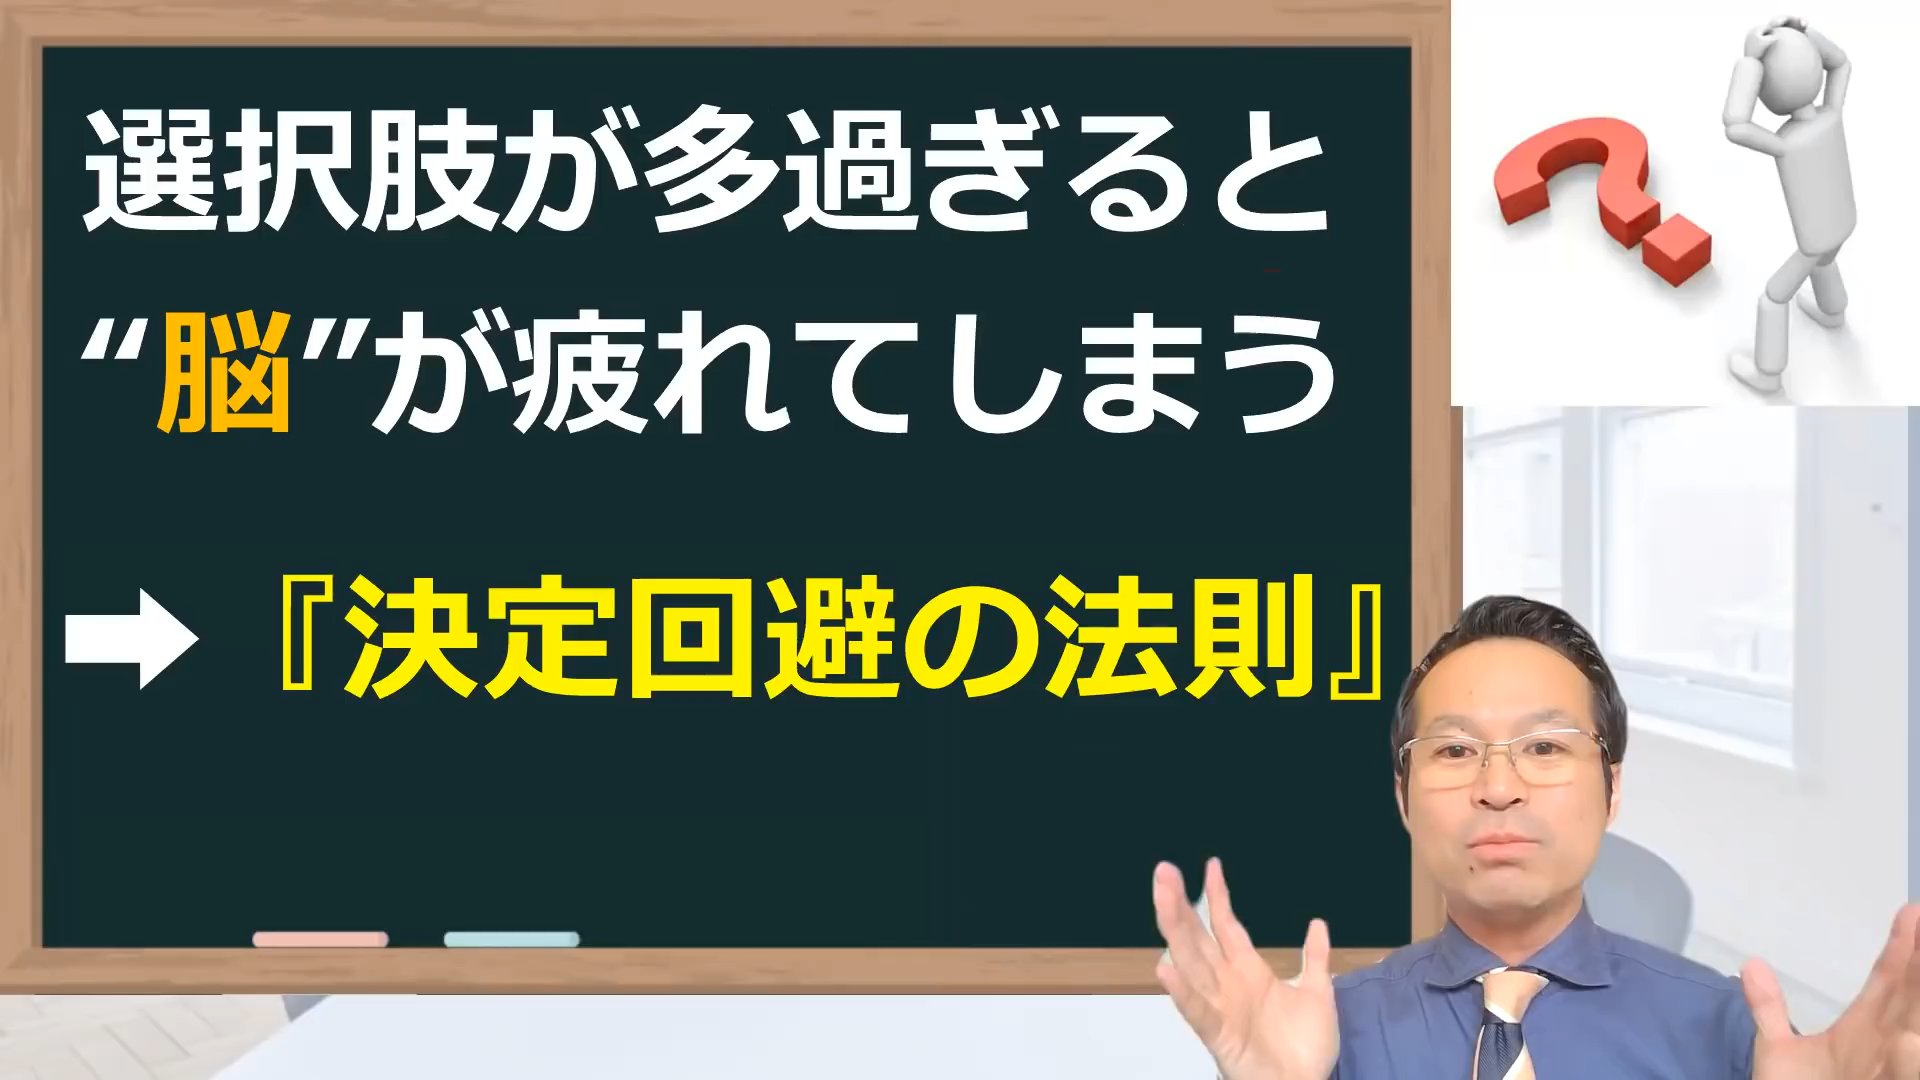 選択肢が多過ぎると
“脳”が疲れてしまう
➡『決定回避の法則』